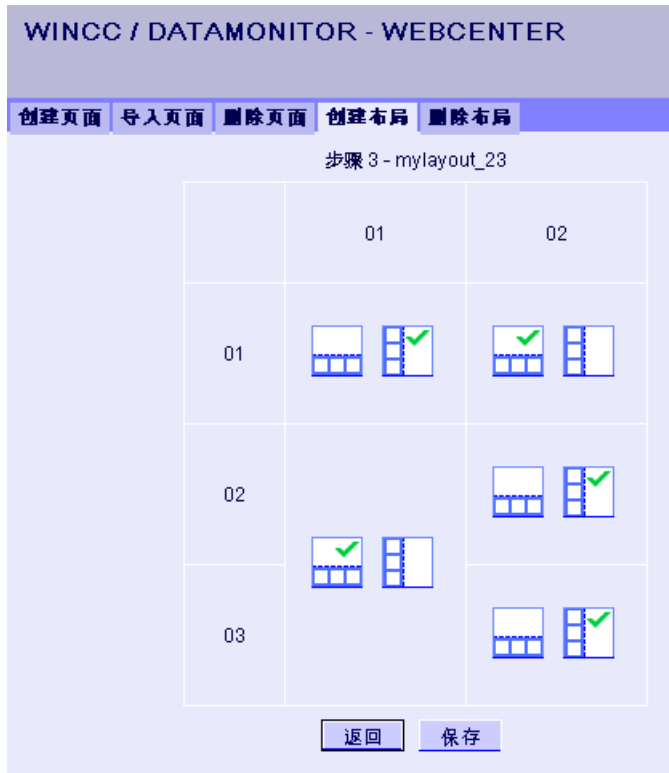 WINCC / DATAMONITOR - WEBCENTER
创建页面 导入页面 删除页面 创建布局 删除布局
步骤 3 - mylayout_23
01 02
01
02
03
返回 保存